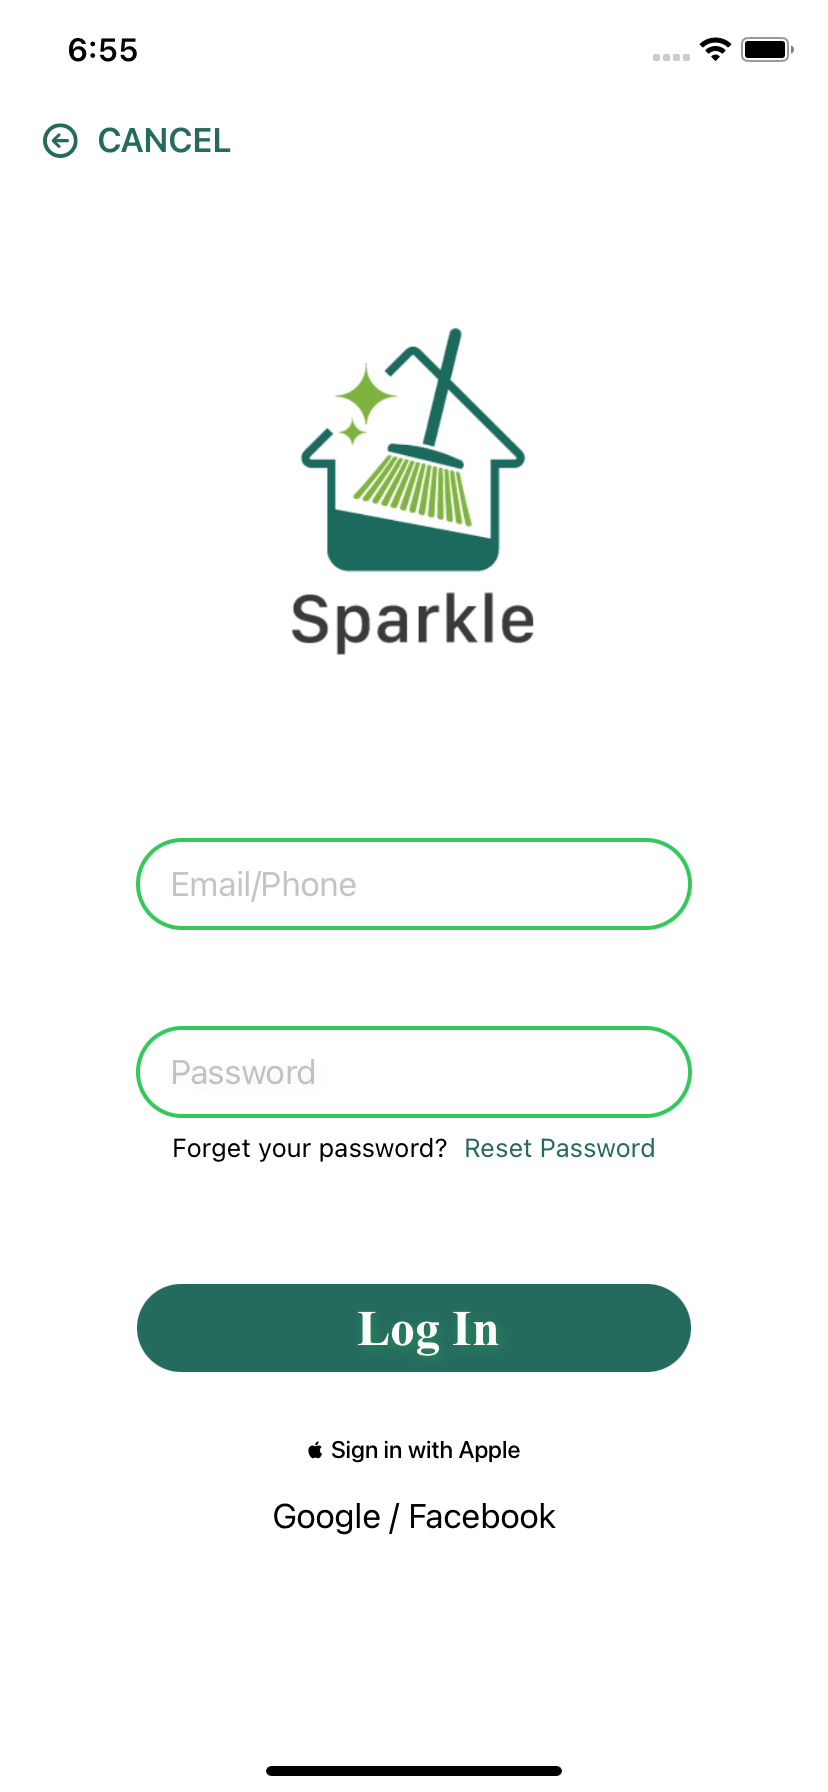 6:55
CANCEL
Sparkle
Email/Phone
Password
Forget your password? Reset Password
Log In
Sign in with Apple
Google / Facebook